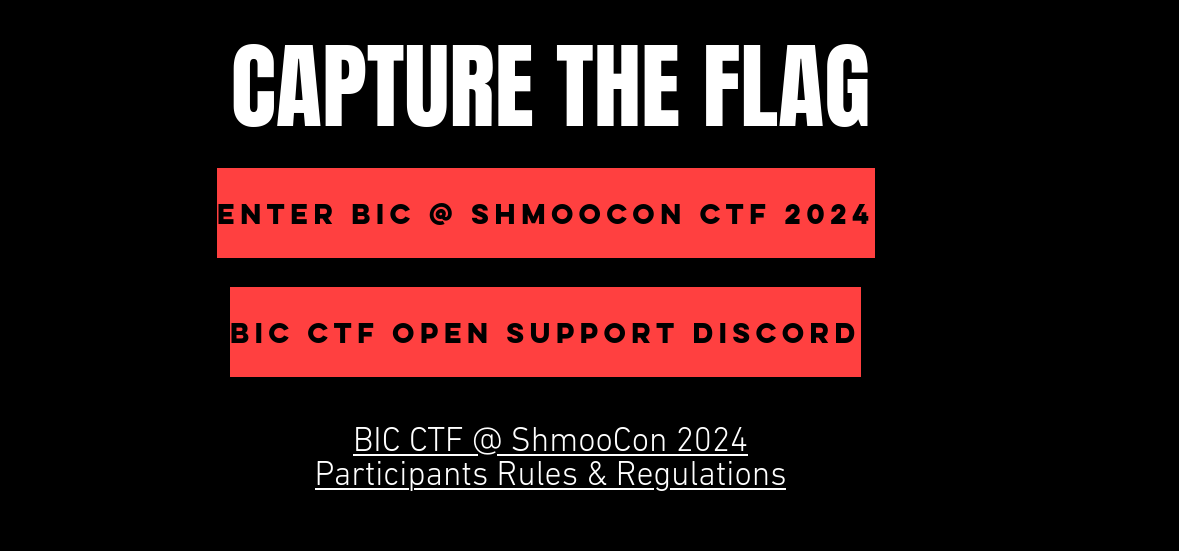 CAPTURE THE FLAG
ENTER BIC @ SHMOOCON CTF 2024
BIC CTF OPEN SUPPORT DISCORD
BIC CTF @ ShmooCon 2024
Participants Rules & Regulations